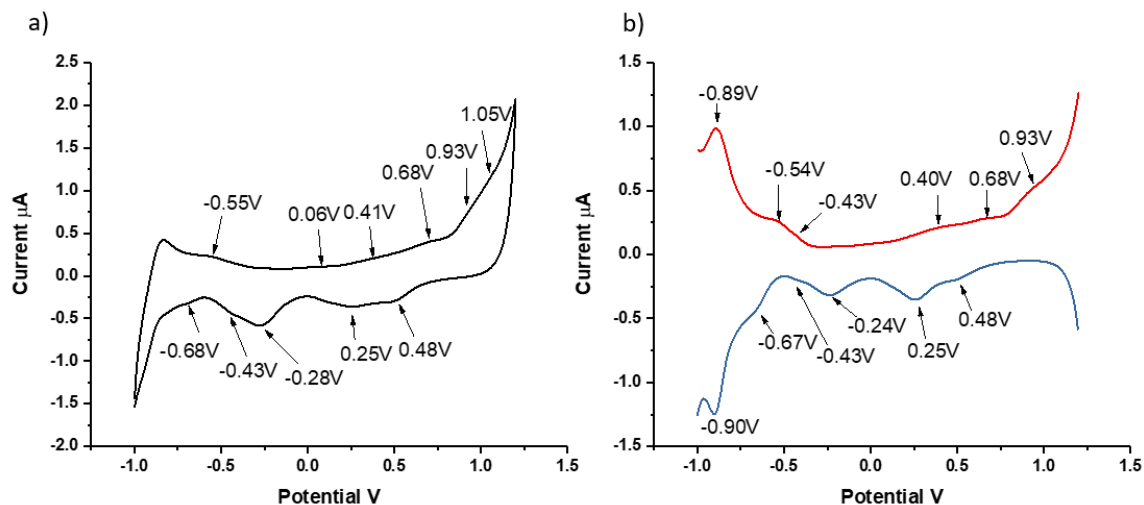 a)
2.5
2.0
1.5
1.0
0.5
0.0
-0.5
-1.0
-1.5
-2.0
Current μA
-1.0
-0.5
0.0
0.5
1.0
1.5
Potential V
1.05V
0.93V
0.68V
0.41V
0.06V
-0.55V
-0.68V
-0.43V
-0.28V
0.25V
0.48V
b)
1.5
1.0
0.5
0.0
-0.5
-1.0
-1.5
Current μA
-1.0
-0.5
0.0
0.5
1.0
1.5
Potential V
-0.89V
-0.54V
-0.43V
0.40V
0.68V
0.93V
-0.67V
-0.43V
-0.24V
0.25V
0.48V
-0.90V